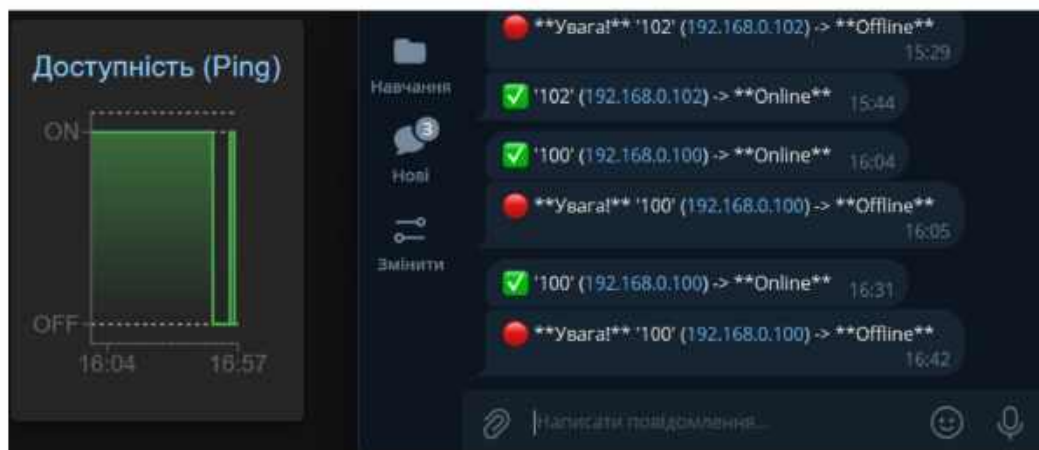 Доступність (Ping)
ON
OFF
16:04
16:57
Навчання
3
Нові
Змінити
**Увага!** '102' (192.168.0.102) -> **Offline**
15:29
'102' (192.168.0.102) -> **Online** 15:44
'100' (192.168.0.100) -> **Online** 16:04
**Увага!** '100' (192.168.0.100) -> **Offline**
16:05
'100' (192.168.0.100) -> **Online** 16:31
**Увага!** '100' (192.168.0.100) -> **Offline**
16:42
Написати повідомлення...